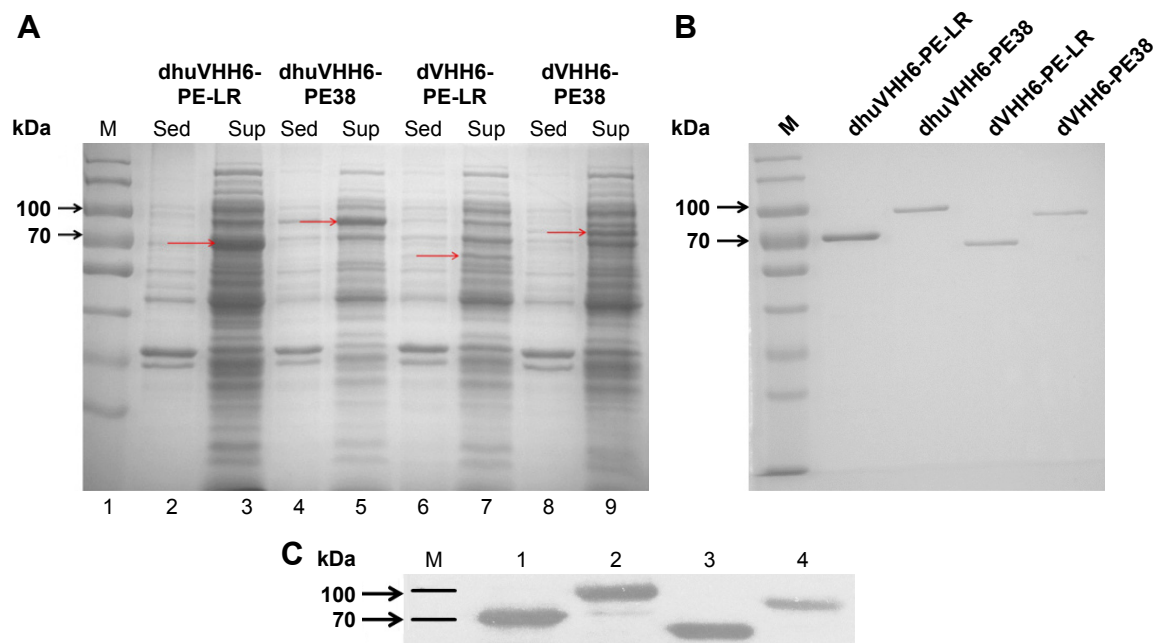 A
dhuVHH6-PE-LR dhuVHH6-PE38 dVHH6-PE-LR dVHH6-PE38
kDa M Sed Sup Sed Sup Sed Sup Sed Sup
100
70
1 2 3 4 5 6 7 8 9
B
kDa M dhuVHH6-PE-LR dhuVHH6-PE38 dVHH6-PE-LR dVHH6-PE38
100
70
C kDa M 1 2 3 4
100
70